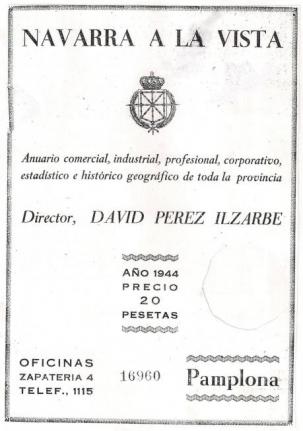 NAVARRA A LA VISTA
Anuario comercial, industrial, profesional, corporativo,
estadístico e histórico geográfico de toda la provincia
Director, DAVID PEREZ ILZARBE
AÑO 1944
PRECIO
20
PESETAS
OFICINAS
ZAPATERIA 4
TELEF., 1115
16960
Pamplona